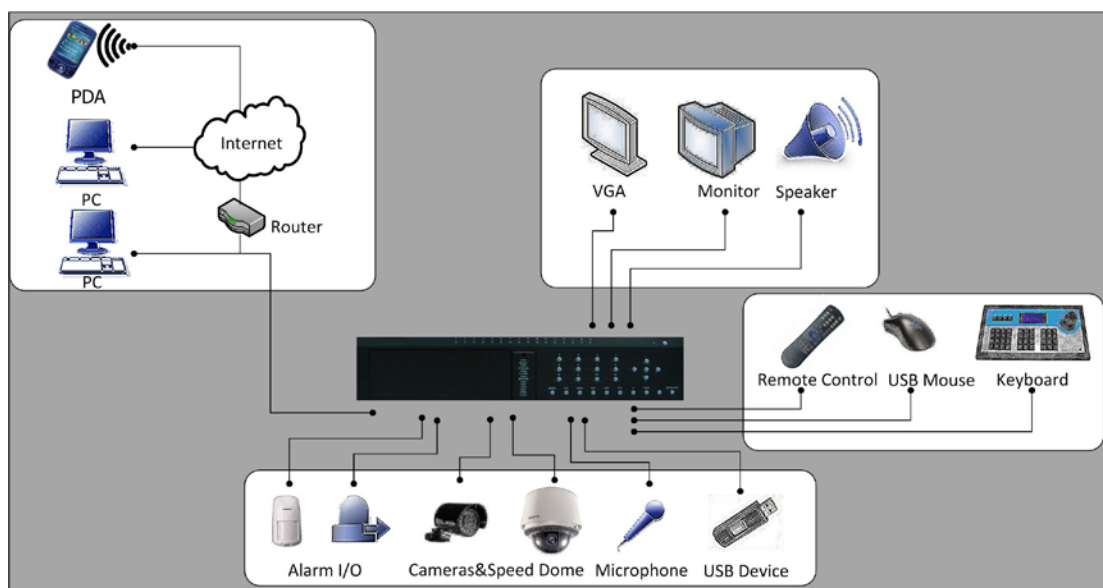 PDA
Internet
PC
Router
PC
VGA
Monitor
Speaker
Remote Control
USB Mouse
Keyboard
Alarm I/O
Cameras&Speed Dome
Microphone
USB Device